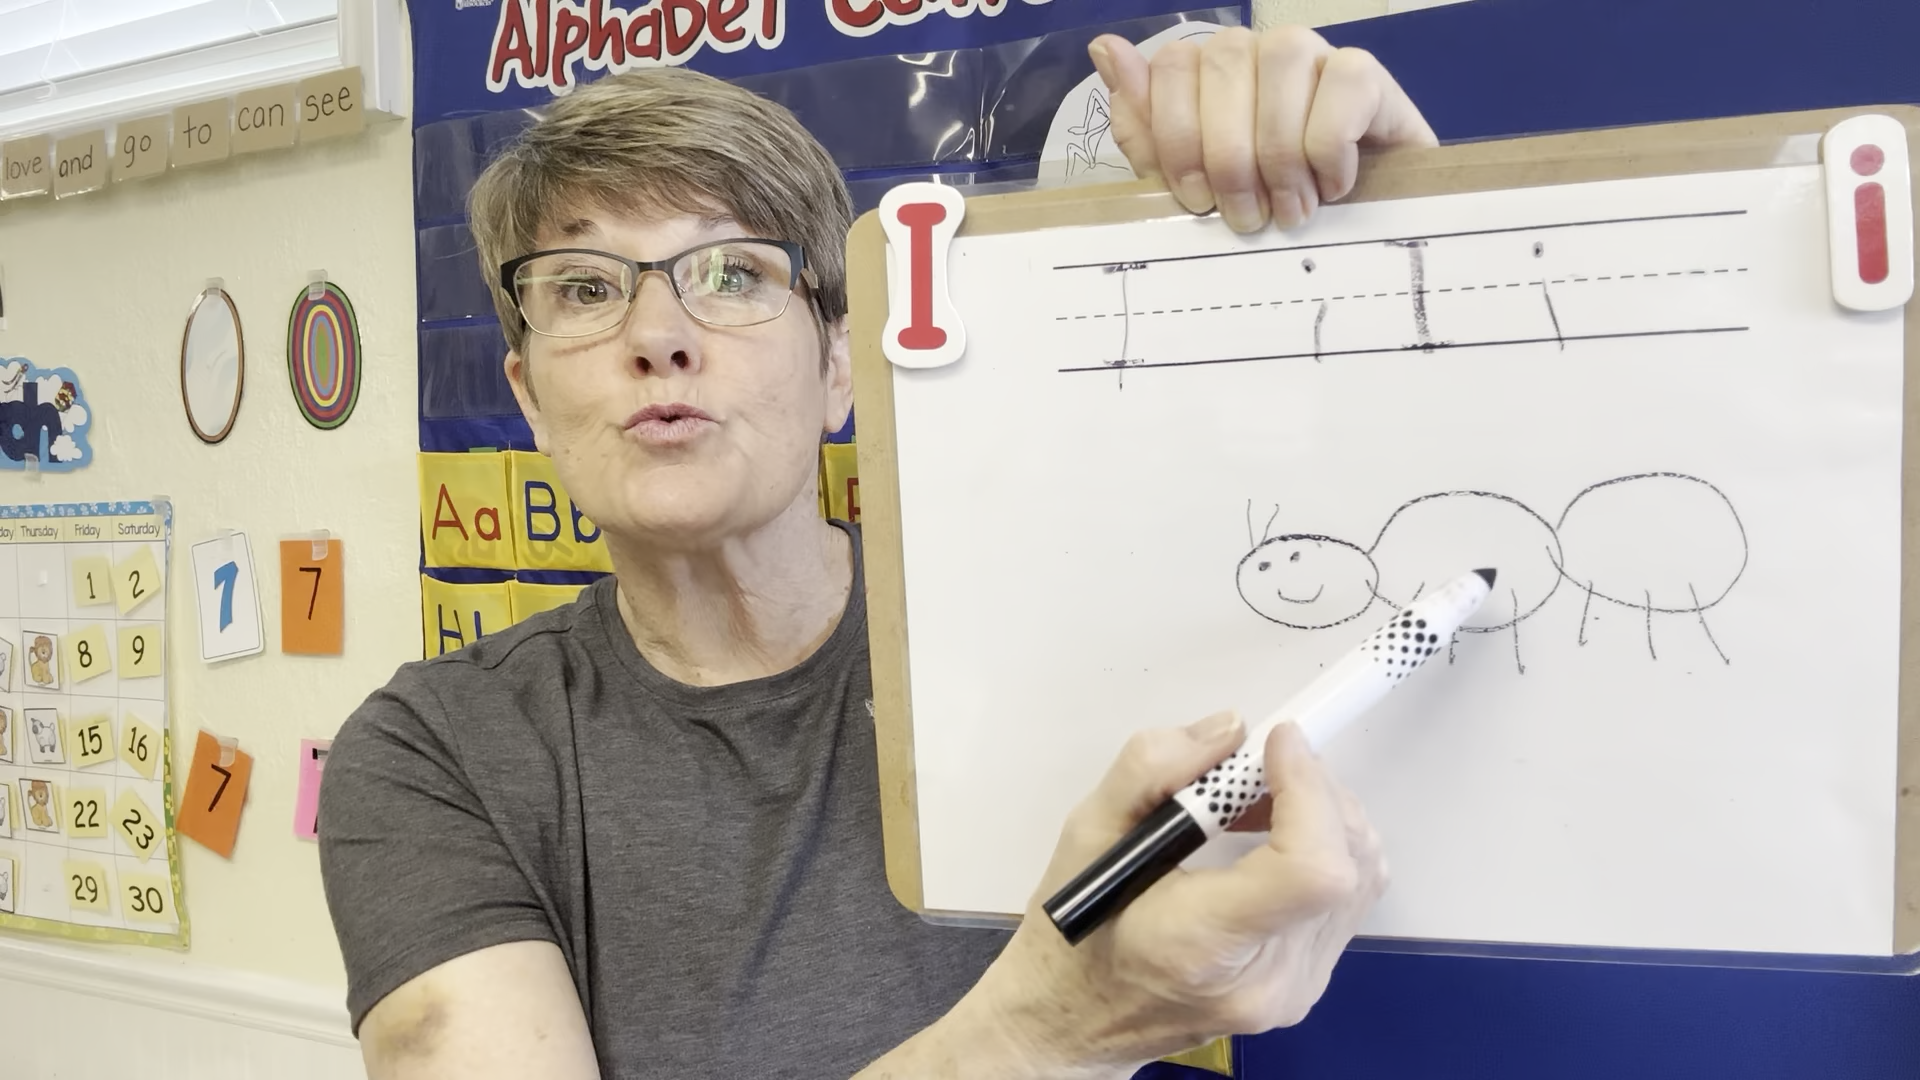 Alphabet
love and go to can see
I
i
I i I i
Aa
Bb
H
Thursday Friday Saturday
1 2
8 9
15 16
22 23
29 30
7
7
7